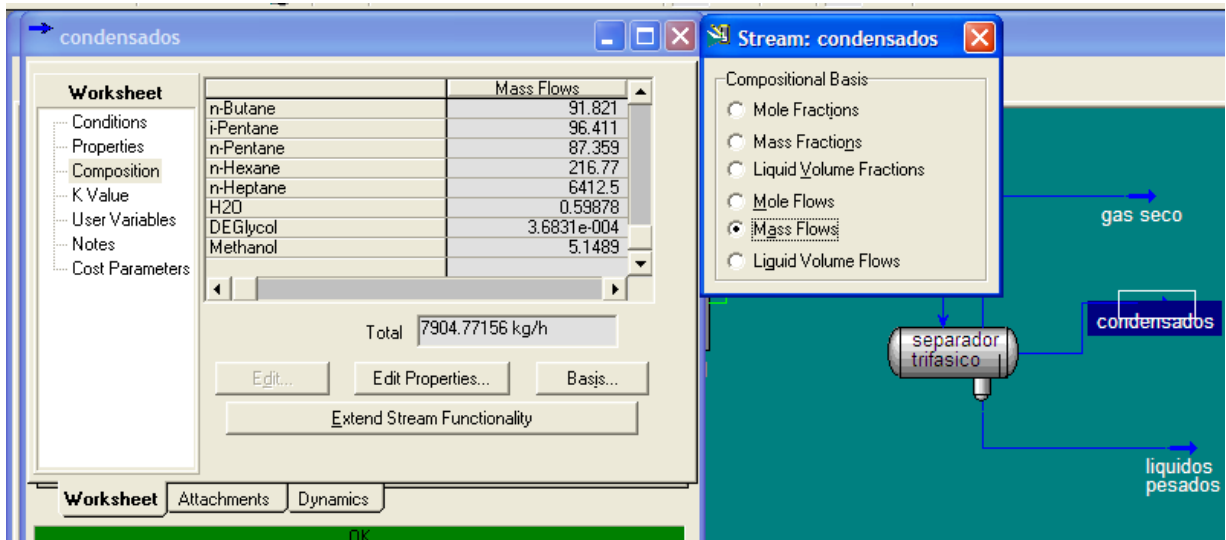 condensados
Worksheet
Conditions
Properties
Composition
K Value
User Variables
Notes
Cost Parameters
Mass Flows
n-Butane 91.821
i-Pentane 96.411
n-Pentane 87.359
n-Hexane 216.77
n-Heptane 6412.5
H2O 0.59878
DEGlycol 3.6831e-004
Methanol 5.1489
Total 7904.77156 kg/h
Edit... Edit Properties... Basis...
Extend Stream Functionality
Worksheet Attachments Dynamics
OK
Stream: condensados
Compositional Basis
Mole Fractions
Mass Fractions
Liquid Volume Fractions
Mole Flows
Mass Flows
Liquid Volume Flows
gas seco
condensados
separador
trifasico
liquidos
pesados